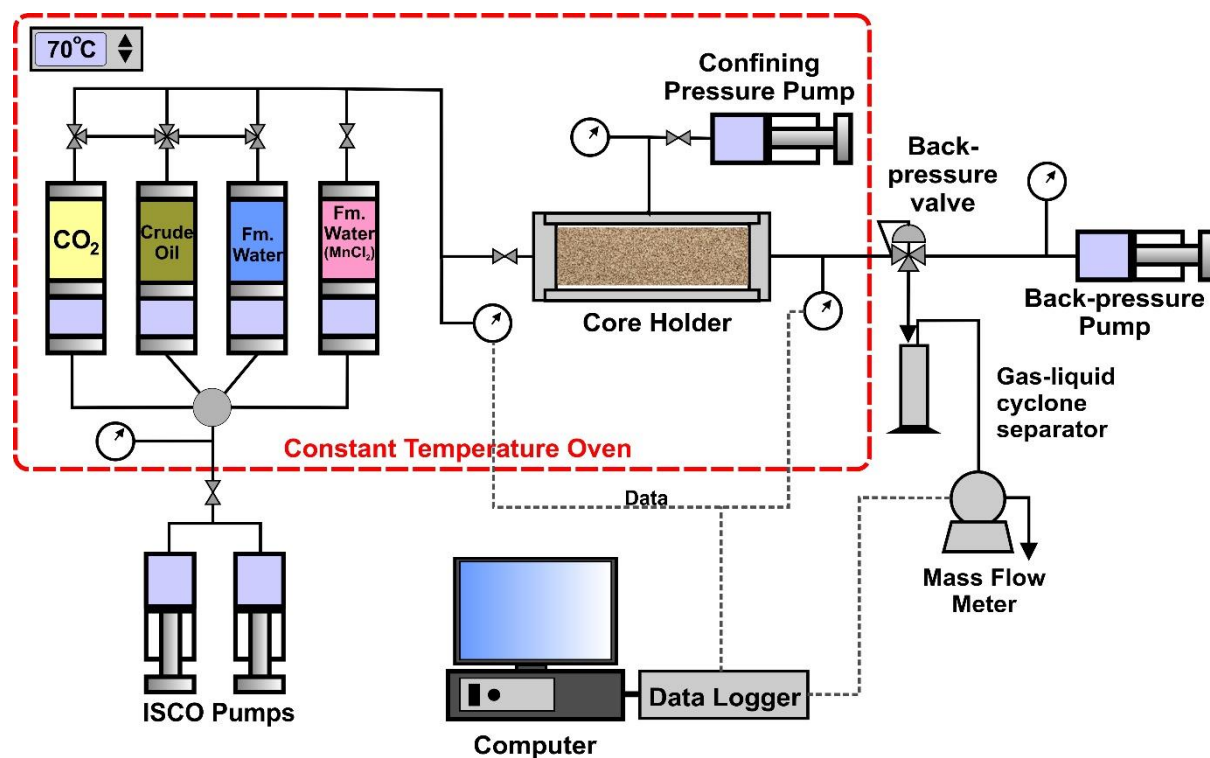 70°C
Confining
Pressure Pump
Back-
pressure
valve
CO₂
Crude
Oil
Fm.
Water
Fm.
Water
(MnCl₂)
Core Holder
Back-pressure
Pump
Gas-liquid
cyclone
separator
Constant Temperature Oven
Data
Mass Flow
Meter
ISCO Pumps
Data Logger
Computer